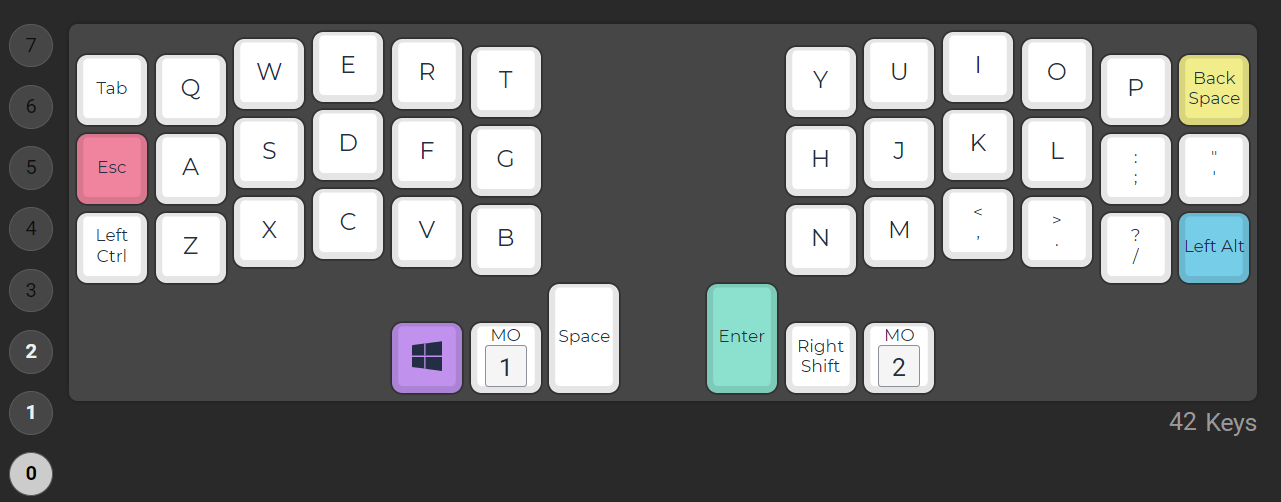 7
6
5
4
3
2
1
0
Tab Q W E R T Y U I O P Back
Space
Esc A S D F G H J K L :
; "
'
Left
Ctrl Z X C V B N M <
, >
. ?
/ Left Alt
MO
1 Space Enter Right
Shift MO
2
42 Keys